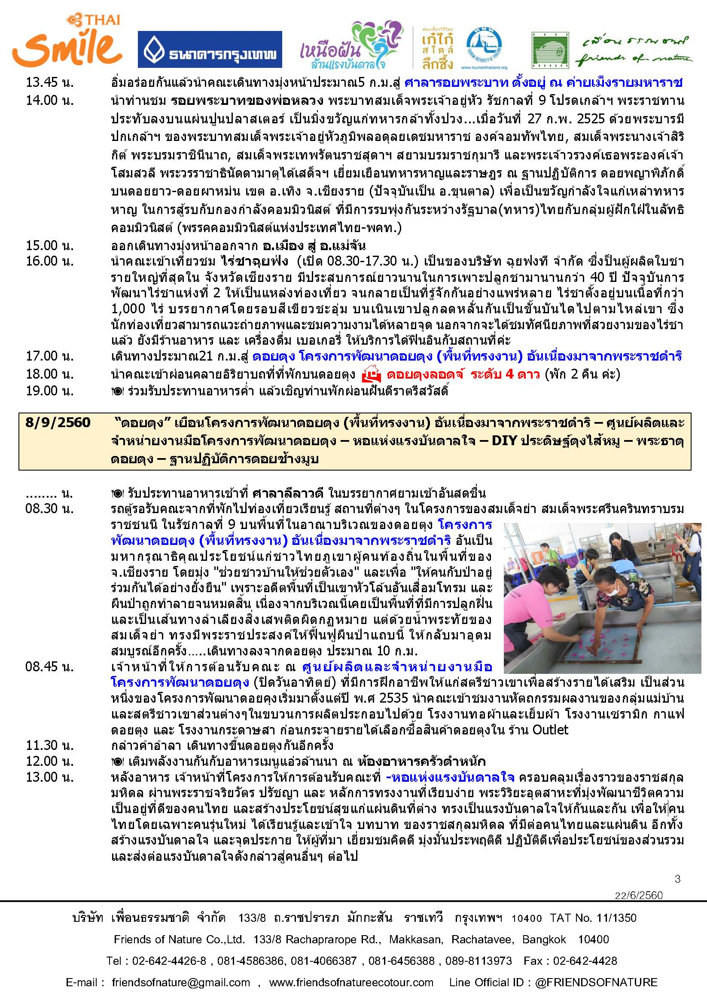 THAI
smile
ธนาคารกรุงเทพ
เหนือฝัน
ล้านแรงบันดาลใจ
ท่องเที่ยววิถีไทย
เก๋ไก๋
สไตล์
ลึกซึ้ง
ททท
TOURISM AUTHORITY OF THAILAND
www.tourismthailand.org
เพื่อนธรรมชาติ
friends of nature
13.45 น. อิ่มอร่อยกันแล้วนำคณะเดินทางมุ่งหน้าประมาณ5 ก.ม.สู่ ศาลารอยพระบาท ตั้งอยู่ ณ ค่ายเม็งรายมหาราช
14.00 น. นำท่านชม รอยพระบาทของพ่อหลวง พระบาทสมเด็จพระเจ้าอยู่หัว รัชกาลที่ 9 โปรดเกล้าฯ พระราชทาน
ประทับลงบนแผ่นปูนปลาสเตอร์ เป็นมิ่งขวัญแก่ทหารกล้าทั้งปวง...เมื่อวันที่ 27 ก.พ. 2525 ด้วยพระบารมี
ปกเกล้าฯ ของพระบาทสมเด็จพระเจ้าอยู่หัวภูมิพลอดุลยเดชมหาราช องค์จอมทัพไทย, สมเด็จพระนางเจ้าสิริ
กิต์ พระบรมราชินีนาถ, สมเด็จพระเทพรัตนราชสุดาฯ สยามบรมราชกุมารี และพระเจ้าวรวงค์เธอพระองค์เจ้า
โสมสวลี พระวรราชาธินัดดามาตุได้เสด็จฯ เยี่ยมเยือนทหารหาญและราษฎร ณ ฐานปฏิบัติการ ดอยพญาพิภักดิ์
บนดอยยาว-ดอยผาหม่น เขต อ.เทิง จ.เชียงราย (ปัจจุบันเป็น อ.ขุนตาล) เพื่อเป็นขวัญกำลังใจแก่เหล่าทหาร
หาญ ในการสู้รบกับกองกำลังคอมมิวนิสต์ ที่มีการรบพุ่งกันระหว่างรัฐบาล(ทหาร)ไทยกับกลุ่มผู้ฝักใฝ่ในลัทธิ
คอมมิวนิสต์ (พรรคคอมมิวนิสต์แห่งประเทศไทย-พคท.)
15.00 น. ออกเดินทางมุ่งหน้าออกจาก อ.เมือง สู่ อ.แม่จัน
16.00 น. นำคณะเข้าเที่ยวชม ไร่ชาฉุยฟ่ง (เปิด 08.30-17.30 น.) เป็นของบริษัท ฉุยฟงที จำกัด ซึ่งป็นผู้ผลิตใบชา
รายใหญ่ที่สุดใน จังหวัดเชียงราย มีประสบการณ์ยาวนานในการเพาะปลูกชามานานกว่า 40 ปี ปัจจุบันการ
พัฒนาไร่ชาแห่งที่ 2 ให้เป็นแหล่งท่องเที่ยว จนกลายเป็นที่รู้จักกันอย่างแพร่หลาย ไร่ชาตั้งอยู่บนเนื้อที่กว่า
1,000 ไร่ บรรยากาศโดยรอบสีเขียวชะอุ่ม บนเนินเขาปลูกลดหลั่นกันเป็นขั้นบันไดไปตามไหล่เขา ซึ่ง
นักท่องเที่ยวสามารถแวะถ่ายภาพและชมความงามได้หลายจุด นอกจากจะได้ชมทัศนียภาพที่สวยงามของไร่ชา
แล้ว ยังมีร้านอาหาร และ เครื่องดื่ม เบอเกอรี่ ให้บริการได้ฟินอินกับสถานที่ค่ะ
17.00 น. เดินทางประมาณ21 ก.ม.สู่ ดอยตุง โครงการพัฒนาดอยตุง (พื้นที่ทรงงาน) อันเนื่องมาจากพระราชดำริ
18.00 น. นำคณะเข้าผ่อนคลายอิริยาบถที่ที่พักบนดอยตุง ดอยตุงลอดจ์ ระดับ 4 ดาว (พัก 2 คืน ค่ะ)
19.00 น. ร่วมรับประทานอาหารค่ำ แล้วเชิญท่านพักผ่อนฝันดีราตรีสวัสดิ์
8/9/2560 “ดอยตุง” เยือนโครงการพัฒนาดอยตุง (พื้นที่ทรงงาน) อันเนื่องมาจากพระราชดำริ – ศูนย์ผลิตและ
จำหน่ายงานมือโครงการพัฒนาดอยตุง – หอแห่งแรงบันดาลใจ – DIY ประดิษฐ์ตุงไส้หมู – พระธาตุ
ดอยตุง – ฐานปฏิบัติการดอยช้างมูบ
........ น. รับประทานอาหารเช้าที่ ศาลาลีลาวดี ในบรรยากาศยามเช้าอันสดชื่น
08.30 น. รถตู้รอรับคณะจากที่พักไปท่องเที่ยวเรียนรู้ สถานที่ต่างๆ ในโครงการของสมเด็จย่า สมเด็จพระศรีนครินทราบรม
ราชชนนี ในรัชกาลที่ 9 บนพื้นที่ในอาณาบริเวณของดอยตุง โครงการ
พัฒนาดอยตุง (พื้นที่ทรงงาน) อันเนื่องมาจากพระราชดำริ อันเป็น
มหากรุณาธิคุณประโยชน์แก่ชาวไทยภูเขาผู้คนท้องถิ่นในพื้นที่ของ
จ.เชียงราย โดยมุ่ง "ช่วยชาวบ้านให้ช่วยตัวเอง" และเพื่อ "ให้คนกับป่าอยู่
ร่วมกันได้อย่างยั่งยืน" เพราะอดีตพื้นที่เป็นเขาหัวโล้นอันเสื่อมโทรม และ
ผืนป่าถูกทำลายจนหมดสิ้น เนื่องจากบริเวณนี้เคยเป็นพื้นที่ที่มีการปลูกฝิ่น
และเป็นเส้นทางลำเลียงสิ่งเสพติดผิดกฏหมาย แต่ด้วยน้ำพระทัยของ
สมเด็จย่า ทรงมีพระราชประสงค์ให้ฟื้นฟูผืนป่าแถบนี้ ให้กลับมาอุดม
สมบูรณ์อีกครั้ง.....เดินทางลงจากดอยตุง ประมาณ 10 ก.ม.
08.45 น. เจ้าหน้าที่ให้การต้อนรับคณะ ณ ศูนย์ผลิตและจำหน่ายงานมือ
โครงการพัฒนาดอยตุง (ปิดวันอาทิตย์) ที่มีการฝึกอาชีพให้แก่สตรีชาวเขาเพื่อสร้างรายได้เสริม เป็นส่วน
หนึ่งของโครงการพัฒนาดอยคุงเริ่มมาตั้งแต่ปี พ.ศ 2535 นำคณะเข้าชมงานหัตถกรรมผลงานของกลุ่มแม่บ้าน
และสตรีชาวเขาส่วนต่างๆในขบวนการผลิตประกอบไปด้วย โรงงานทอผ้าและเย็บผ้า โรงงานเซรามิก กาแฟ
ดอยตุง และ โรงงานกระดาษสา ก่อนกระจายรายได้เลือกซื้อสินค้าดอยตุงใน ร้าน Outlet
11.30 น. กล่าวคำอำลา เดินทางขึ้นดอยตุงกันอีกครั้ง
12.00 น. เติมพลังงานกันกับอาหารเมนูแอ่วล้านนา ณ ห้องอาหารครัวตำหนัก
13.00 น. หลังอาหาร เจ้าหน้าที่โครงการให้การต้อนรับคณะที่ -หอแห่งแรงบันดาลใจ ครอบคลุมเรื่องราวของราชสกุล
มหิดล ผ่านพระราชจริยวัตร ปรัชญา และ หลักการทรงงานที่เรียบง่าย พระวิริยะอุตสาหะที่มุ่งพัฒนาชีวิตความ
เป็นอยู่ที่ดีของคนไทย และสร้างประโยชน์สุขแก่แผ่นดินที่ต่าง ทรงเป็นแรงบันดาลใจให้กันและกัน เพื่อให้คน
ไทยโดยเฉพาะคนรุ่นใหม่ ได้เรียนรู้และเข้าใจ บทบาท ของราชสกุลมหิดล ที่มีต่อคนไทยและแผ่นดิน อีกทั้ง
สร้างแรงบันดาลใจ และจุดประกาย ให้ผู้ที่มา เยี่ยมชมคิดดี มุ่งมั่นประพฤติดี ปฏิบัติดีเพื่อประโยชน์ของส่วนรวม
และส่งต่อแรงบันดาลใจดังกล่าวสู่คนอื่นๆ ต่อไป
3
22/6/2560
บริษัท เพื่อนธรรมชาติ จำกัด 133/8 ถ.ราชปรารภ มักกะสัน ราชเทวี กรุงเทพฯ 10400 TAT No. 11/1350
Friends of Nature Co.,Ltd. 133/8 Rachaprarope Rd., Makkasan, Rachatavee, Bangkok 10400
Tel : 02-642-4426-8 , 081-4586386, 081-4066387 , 081-6456388 , 089-8113973 Fax : 02-642-4428
E-mail : friendsofnature@gmail.com , www.friendsofnatureecotour.com Line Official ID : @FRIENDSOFNATURE